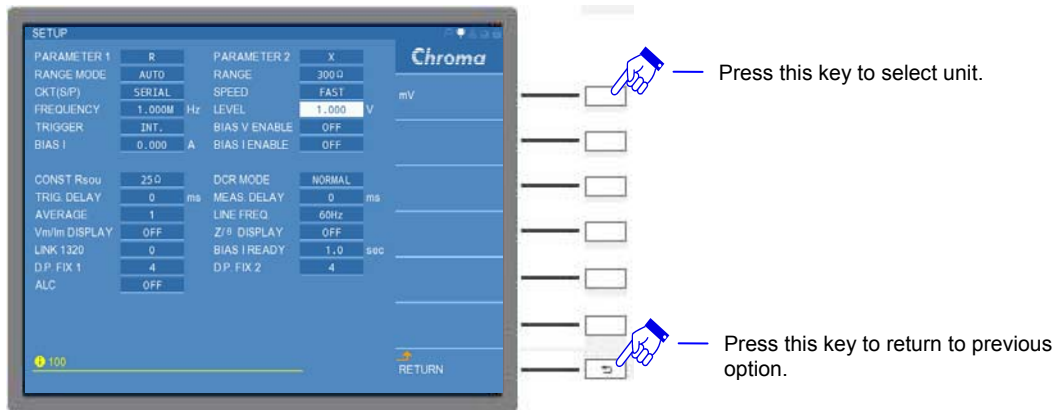 SETUP
Chroma
PARAMETER 1 R PARAMETER 2 X
RANGE MODE AUTO RANGE 300Ω
CKT(S/P) SERIAL SPEED FAST
FREQUENCY 1.000M Hz LEVEL 1.000 V
TRIGGER INT. BIAS V ENABLE OFF
BIAS I 0.000 A BIAS I ENABLE OFF
CONST Rsou 25Ω DCR MODE NORMAL
TRIG. DELAY 0 ms MEAS. DELAY 0 ms
AVERAGE 1 LINE FREQ. 60Hz
Vm/Im DISPLAY OFF Z/θ DISPLAY OFF
LINK 1320 0 BIAS I READY 1.0 sec
D.P. FIX 1 4 D.P. FIX 2 4
ALC OFF
100
mV
RETURN
Press this key to select unit.
Press this key to return to previous
option.